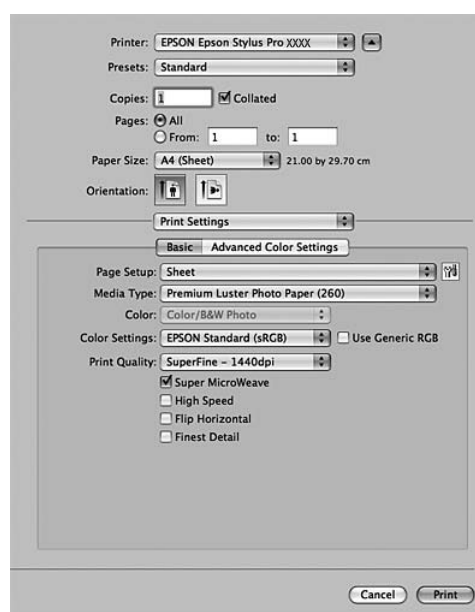 Printer: EPSON Epson Stylus Pro XXXX
Presets: Standard
Copies: 1 Collated
Pages: All
From: 1 to: 1
Paper Size: A4 (Sheet) 21.00 by 29.70 cm
Orientation:
Print Settings
Basic Advanced Color Settings
Page Setup: Sheet
Media Type: Premium Luster Photo Paper (260)
Color: Color/B&W Photo
Color Settings: EPSON Standard (sRGB) Use Generic RGB
Print Quality: SuperFine - 1440dpi
Super MicroWeave
High Speed
Flip Horizontal
Finest Detail
Cancel Print